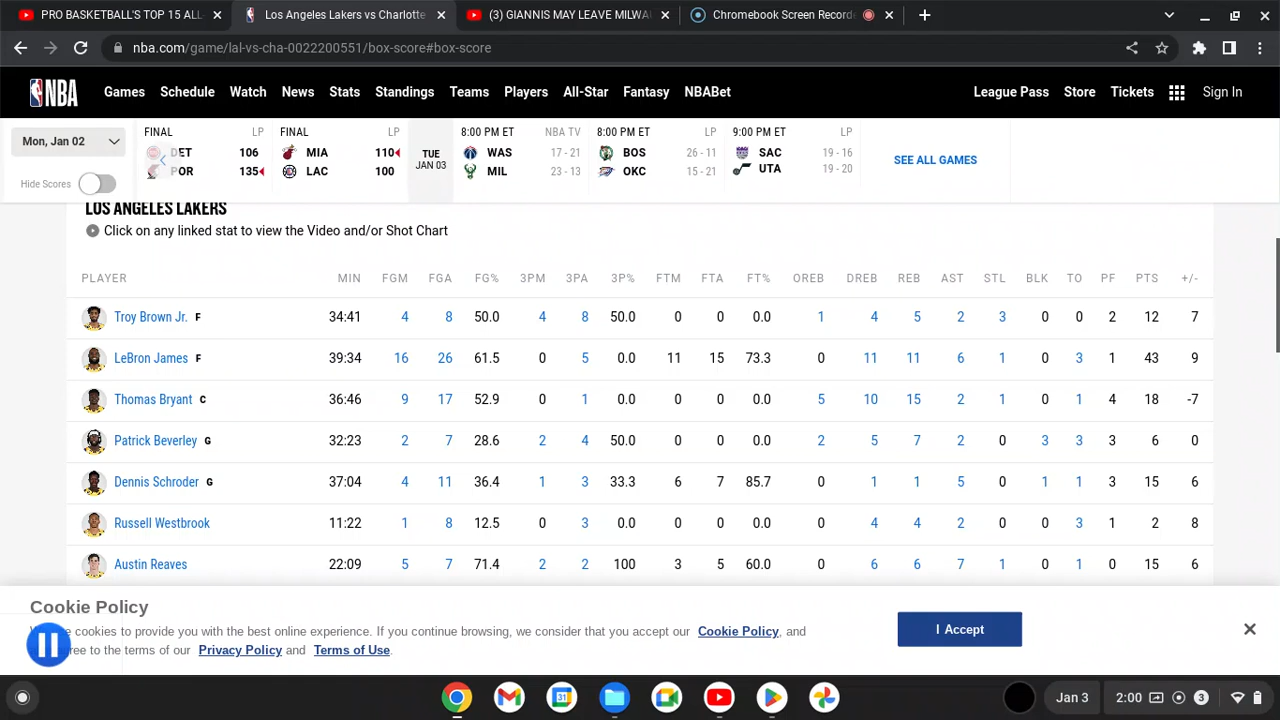 PRO BASKETBALL'S TOP 15 ALL-
Los Angeles Lakers vs Charlotte
(3) GIANNIS MAY LEAVE MILWA
Chromebook Screen Record
nba.com/game/lal-vs-cha-0022200551/box-score#box-score
NBA Games Schedule Watch News Stats Standings Teams Players All-Star Fantasy NBABet League Pass Store Tickets Sign In
Mon, Jan 02
Hide Scores
FINAL LP
DET 106
POR 135
FINAL LP
MIA 110
LAC 100
TUE
JAN 03
8:00 PM ET NBA TV
WAS 17 - 21
MIL 23 - 13
8:00 PM ET LP
BOS 26 - 11
OKC 15 - 21
9:00 PM ET LP
SAC 19 - 16
UTA 19 - 20
SEE ALL GAMES
LOS ANGELES LAKERS
Click on any linked stat to view the Video and/or Shot Chart
PLAYER MIN FGM FGA FG% 3PM 3PA 3P% FTM FTA FT% OREB DREB REB AST STL BLK TO PF PTS +/-
Troy Brown Jr. F 34:41 4 8 50.0 4 8 50.0 0 0 0.0 1 4 5 2 3 0 0 2 12 7
LeBron James F 39:34 16 26 61.5 0 5 0.0 11 15 73.3 0 11 11 6 1 0 3 1 43 9
Thomas Bryant C 36:46 9 17 52.9 0 1 0.0 0 0 0.0 5 10 15 2 1 0 1 4 18 -7
Patrick Beverley G 32:23 2 7 28.6 2 4 50.0 0 0 0.0 2 5 7 2 0 3 3 3 6 0
Dennis Schroder G 37:04 4 11 36.4 1 3 33.3 6 7 85.7 0 1 1 5 0 1 1 3 15 6
Russell Westbrook 11:22 1 8 12.5 0 3 0.0 0 0 0.0 0 4 4 2 0 0 3 1 2 8
Austin Reaves 22:09 5 7 71.4 2 2 100 3 5 60.0 0 6 6 7 1 0 1 0 15 6
Cookie Policy
cookies to provide you with the best online experience. If you continue browsing, we consider that you accept our Cookie Policy, and
ree to the terms of our Privacy Policy and Terms of Use.
I Accept
31
Jan 3 2:00 3